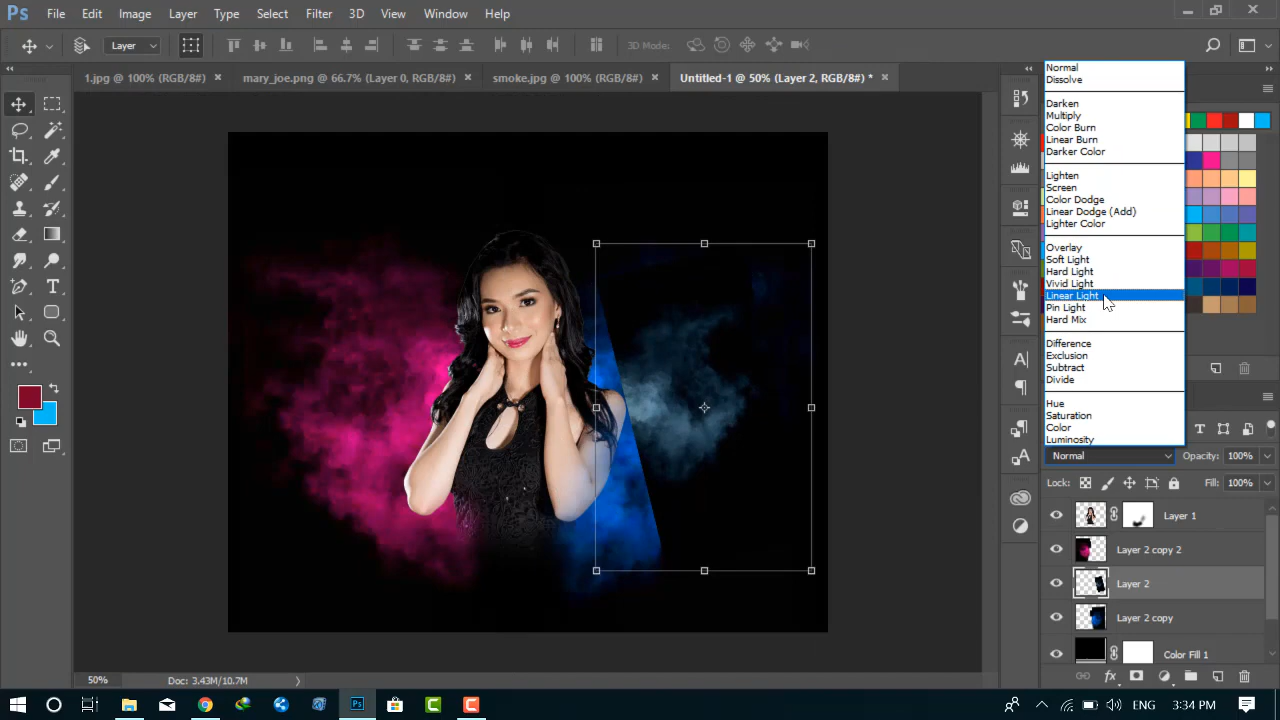 Ps File Edit Image Layer Type Select Filter 3D View Window Help
Layer 3D Mode:
1.jpg @ 100% (RGB/8#) × mary_joe.png @ 66.7% (Layer 0, RGB/8#) × smoke.jpg @ 100% (RGB/8#) × Untitled-1 @ 50% (Layer 2, RGB/8#) * ×
Normal
Dissolve
Darken
Multiply
Color Burn
Linear Burn
Darker Color
Lighten
Screen
Color Dodge
Linear Dodge (Add)
Lighter Color
Overlay
Soft Light
Hard Light
Vivid Light
Linear Light
Pin Light
Hard Mix
Difference
Exclusion
Subtract
Divide
Hue
Saturation
Color
Luminosity
Normal Opacity: 100%
Lock: Fill: 100%
Layer 1
Layer 2 copy 2
Layer 2
Layer 2 copy
Color Fill 1
50% Doc: 3.43M/10.7M
Ps ENG 3:34 PM